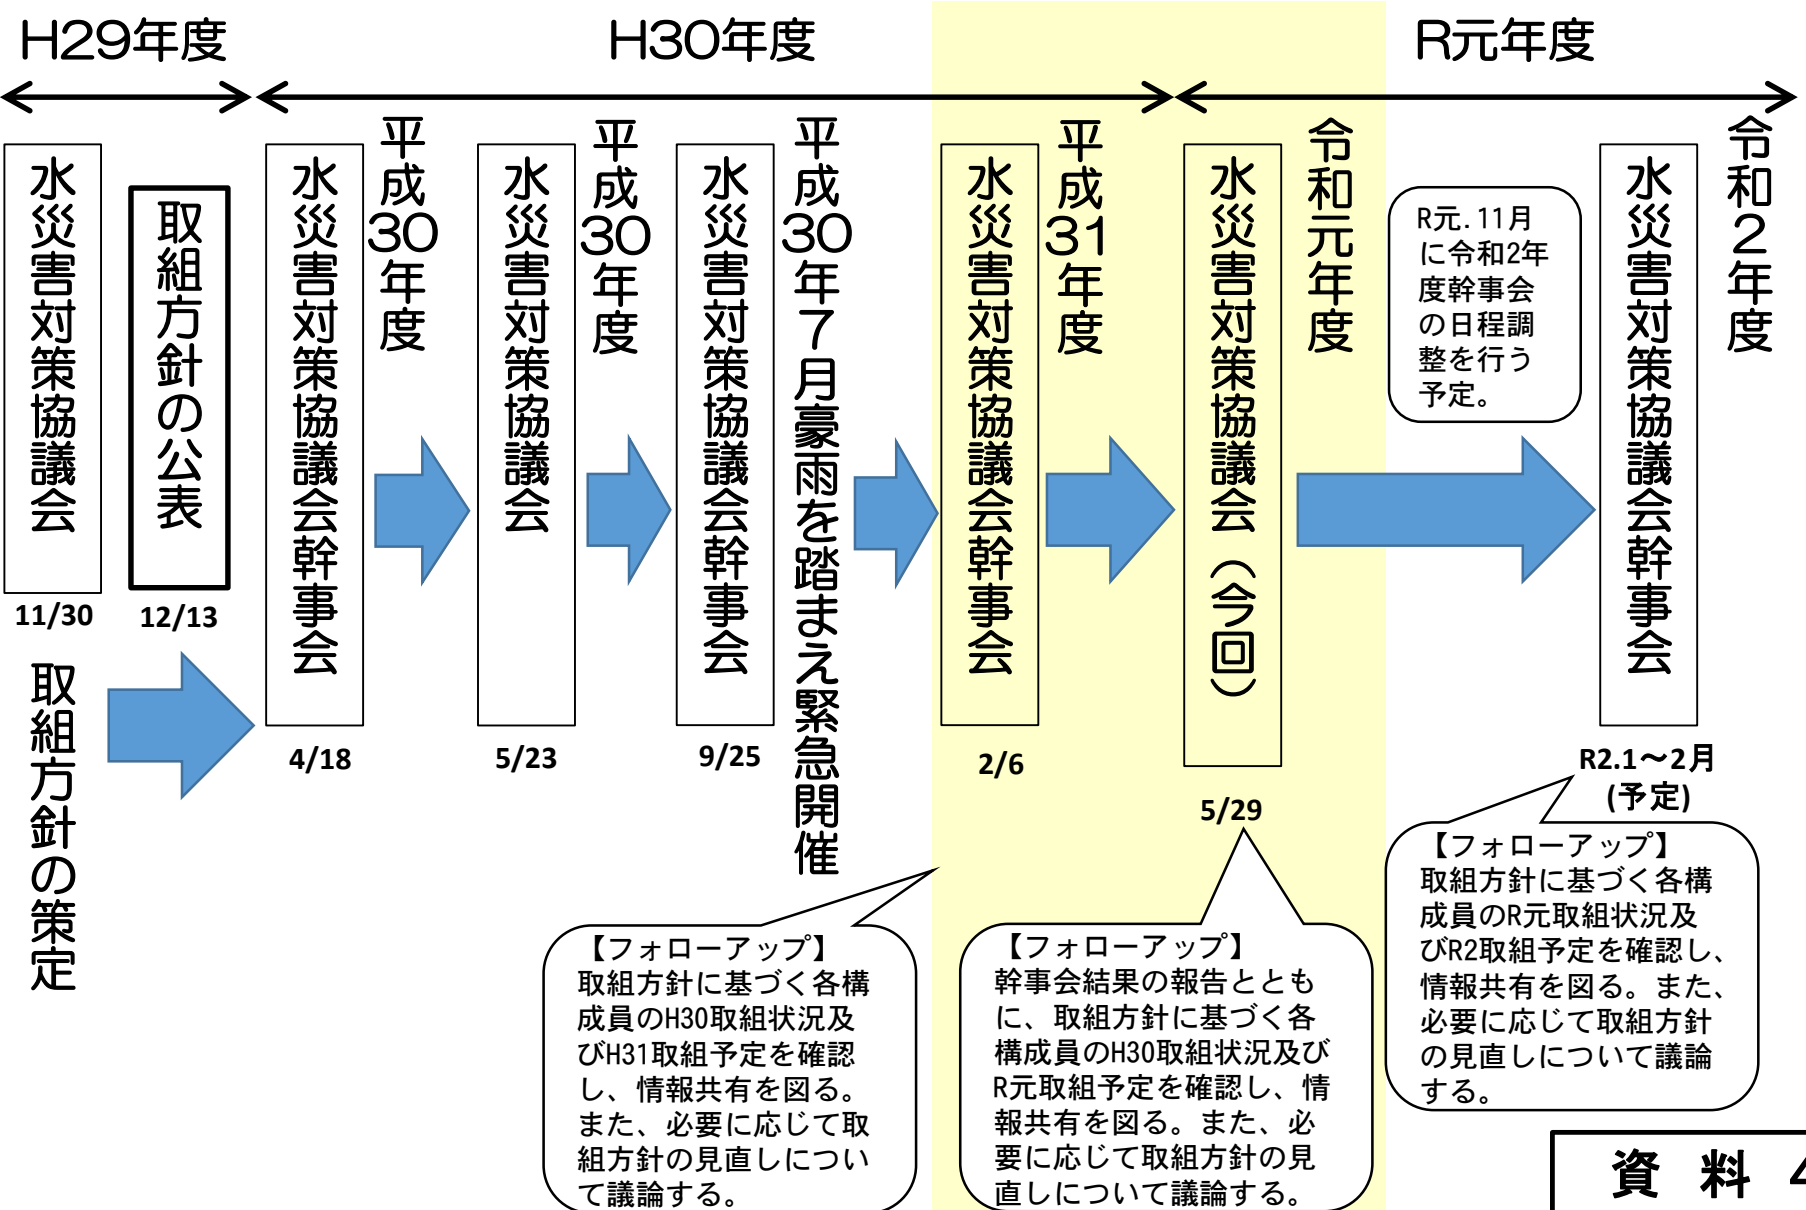 H29年度
H30年度
R元年度
水災害対策協議会
11/30
取組方針の策定
取組方針の公表
12/13
水災害対策協議会幹事会
平成30年度
4/18
水災害対策協議会
平成30年度
5/23
水災害対策協議会幹事会
平成30年7月豪雨を踏まえ緊急開催
9/25
水災害対策協議会幹事会
平成31年度
2/6
水災害対策協議会（今回）
令和元年度
5/29
R元.11月
に令和2年
度幹事会
の日程調
整を行う
予定。
水災害対策協議会幹事会
令和2年度
R2.1～2月
(予定)
【フォローアップ】
取組方針に基づく各構
成員のH30取組状況及
びH31取組予定を確認
し、情報共有を図る。
また、必要に応じて取
組方針の見直しについ
て議論する。
【フォローアップ】
幹事会結果の報告ととも
に、取組方針に基づく各
構成員のH30取組状況及び
R元取組予定を確認し、情
報共有を図る。また、必
要に応じて取組方針の見
直しについて議論する。
【フォローアップ】
取組方針に基づく各構
成員のR元取組状況及
びR2取組予定を確認し、
情報共有を図る。また、
必要に応じて取組方針
の見直しについて議論
する。
資料4